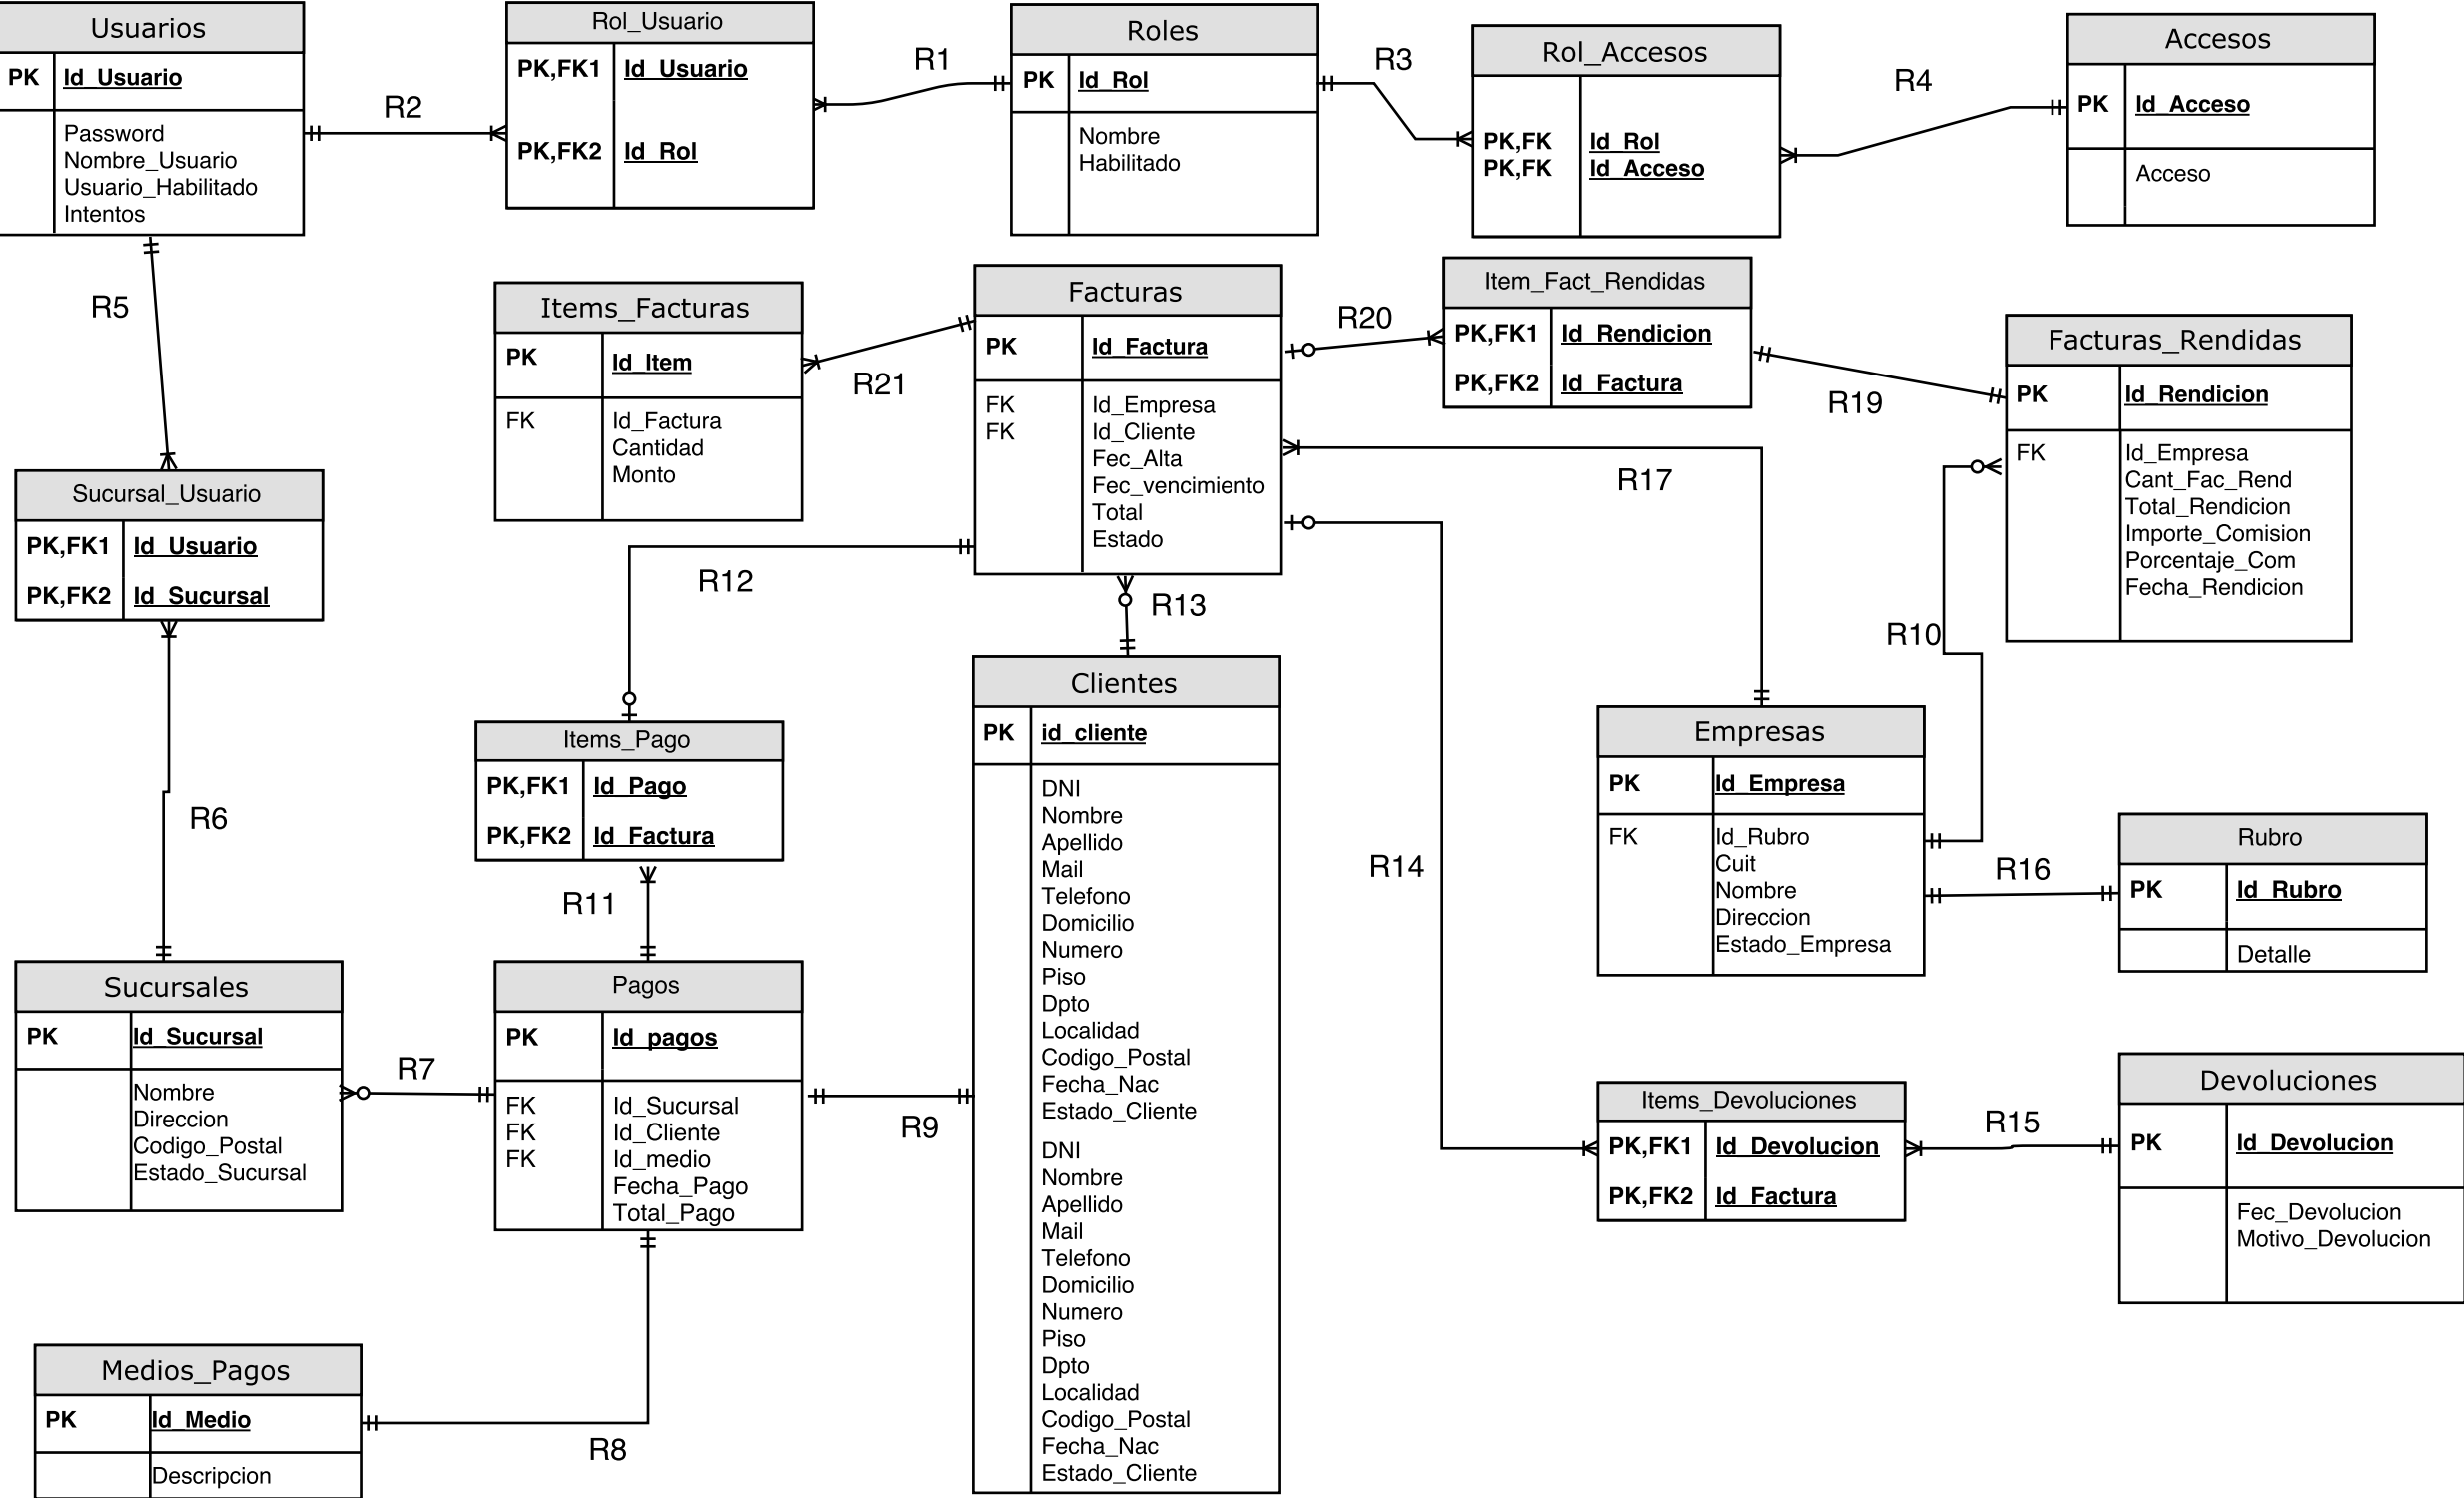 Usuarios
PK Id_Usuario
Password
Nombre_Usuario
Usuario_Habilitado
Intentos
R2
Rol_Usuario
PK,FK1 Id_Usuario
PK,FK2 Id_Rol
R1
Roles
PK Id_Rol
Nombre
Habilitado
R3
Rol_Accesos
PK,FK Id_Rol
PK,FK Id_Acceso
R4
Accesos
PK Id_Acceso
Acceso
R5
Items_Facturas
PK Id_Item
FK Id_Factura
Cantidad
Monto
R21
Facturas
PK Id_Factura
FK Id_Empresa
FK Id_Cliente
Fec_Alta
Fec_vencimiento
Total
Estado
R20
Item_Fact_Rendidas
PK,FK1 Id_Rendicion
PK,FK2 Id_Factura
R19
Facturas_Rendidas
PK Id_Rendicion
FK Id_Empresa
Cant_Fac_Rend
Total_Rendicion
Importe_Comision
Porcentaje_Com
Fecha_Rendicion
R17
Sucursal_Usuario
PK,FK1 Id_Usuario
PK,FK2 Id_Sucursal
R12
R13
R10
R6
Items_Pago
PK,FK1 Id_Pago
PK,FK2 Id_Factura
R11
Clientes
PK id_cliente
DNI
Nombre
Apellido
Mail
Telefono
Domicilio
Numero
Piso
Dpto
Localidad
Codigo_Postal
Fecha_Nac
Estado_Cliente
DNI
Nombre
Apellido
Mail
Telefono
Domicilio
Numero
Piso
Dpto
Localidad
Codigo_Postal
Fecha_Nac
Estado_Cliente
R14
Empresas
PK Id_Empresa
FK Id_Rubro
Cuit
Nombre
Direccion
Estado_Empresa
R16
Rubro
PK Id_Rubro
Detalle
Sucursales
PK Id_Sucursal
Nombre
Direccion
Codigo_Postal
Estado_Sucursal
R7
Pagos
PK Id_pagos
FK Id_Sucursal
FK Id_Cliente
FK Id_medio
Fecha_Pago
Total_Pago
R9
Items_Devoluciones
PK,FK1 Id_Devolucion
PK,FK2 Id_Factura
R15
Devoluciones
PK Id_Devolucion
Fec_Devolucion
Motivo_Devolucion
Medios_Pagos
PK Id_Medio
Descripcion
R8